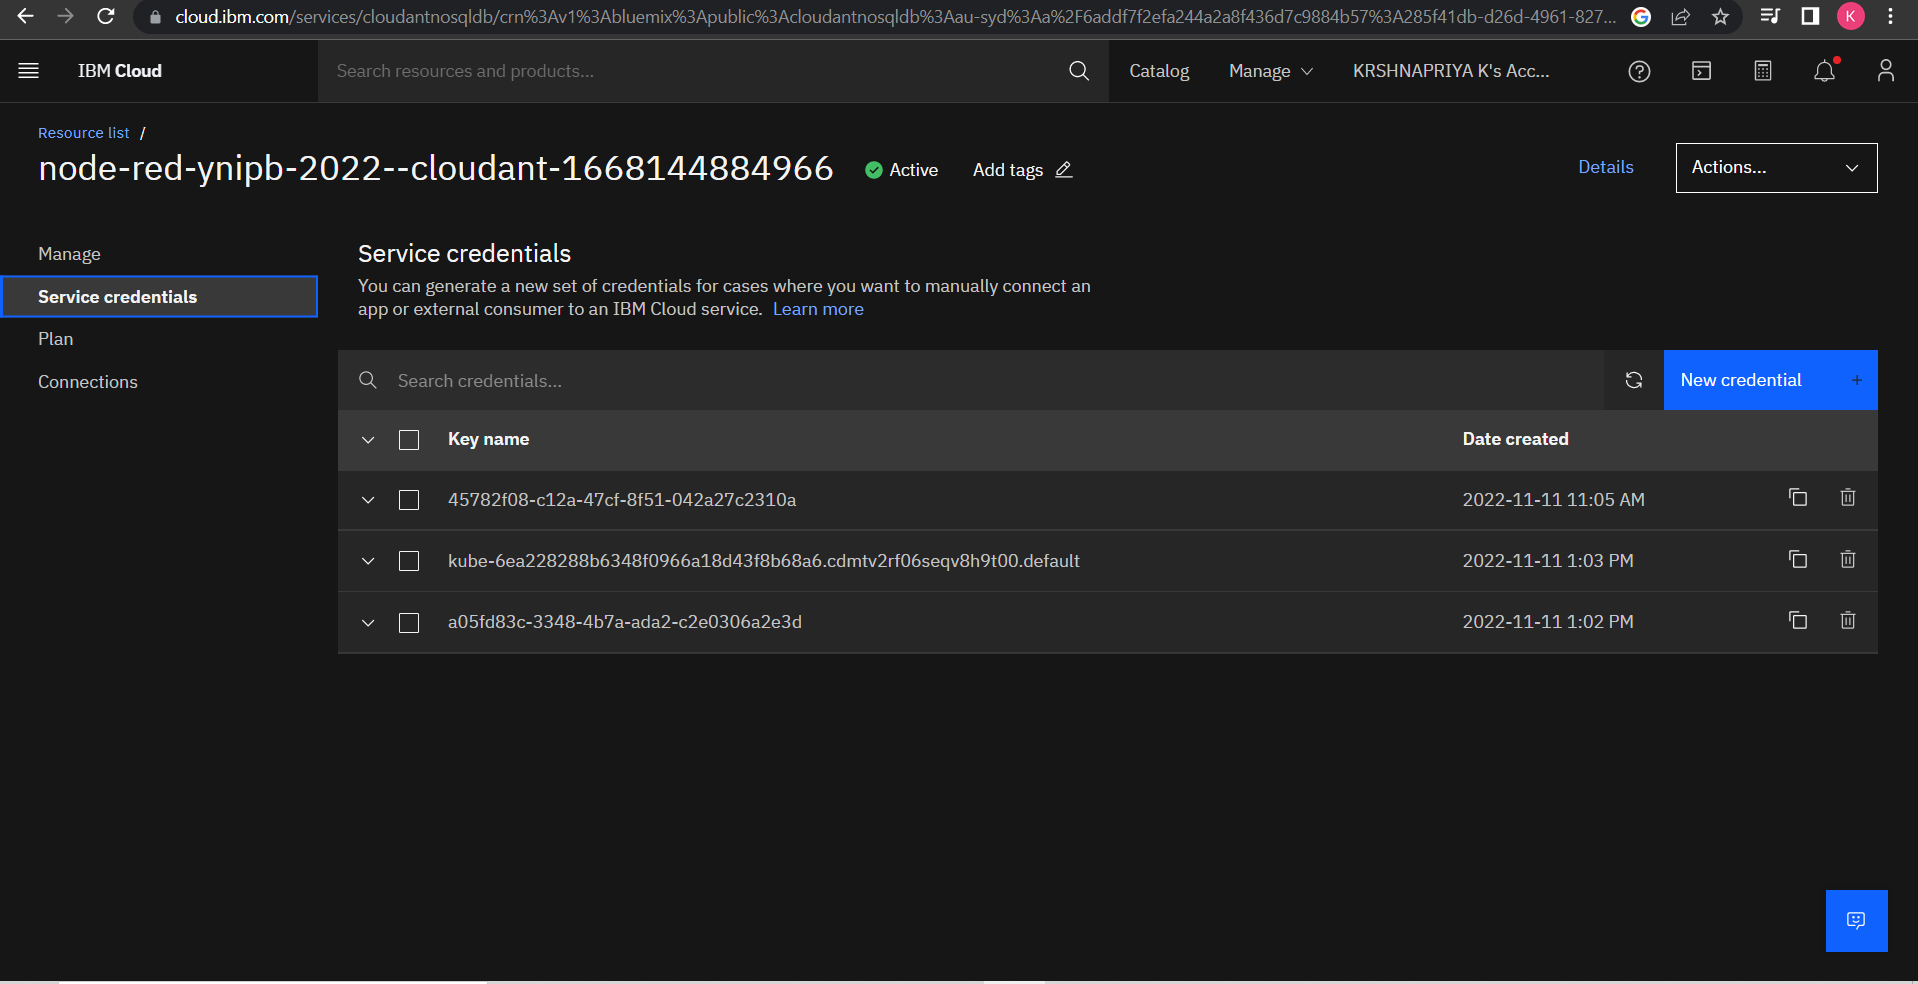 cloud.ibm.com/services/cloudantnosqldb/crn%3Av1%3Abluemix%3Apublic%3Acloudantnosqldb%3Aau-syd%3Aa%2F6addf7f2efa244a2a8f436d7c9884b57%3A285f41db-d26d-4961-827...
K
IBM Cloud
Search resources and products...
Catalog
Manage
KRSHNAPRIYA K's Acc...
Resource list /
node-red-ynipb-2022--cloudant-1668144884966
Active
Add tags
Details
Actions...
Manage
Service credentials
Plan
Connections
Service credentials
You can generate a new set of credentials for cases where you want to manually connect an
app or external consumer to an IBM Cloud service. Learn more
Search credentials...
New credential +
Key name Date created
45782f08-c12a-47cf-8f51-042a27c2310a 2022-11-11 11:05 AM
kube-6ea228288b6348f0966a18d43f8b68a6.cdmtv2rf06seqv8h9t00.default 2022-11-11 1:03 PM
a05fd83c-3348-4b7a-ada2-c2e0306a2e3d 2022-11-11 1:02 PM